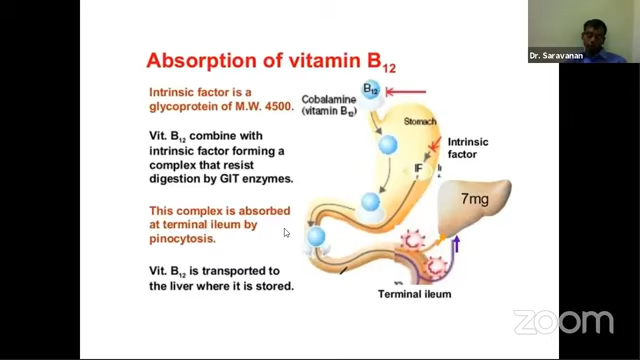 Dr. Saravanan
Absorption of vitamin B12
Intrinsic factor is a
glycoprotein of M.W. 4500.
Vit. B12 combine with
intrinsic factor forming a
complex that resist
digestion by GIT enzymes.
This complex is absorbed
at terminal ileum by
pinocytosis.
Vit. B12 is transported to
the liver where it is stored.
B12
Cobalamine
(vitamin B12)
Stomach
Intrinsic
factor
IF
7mg
Terminal ileum
zoom